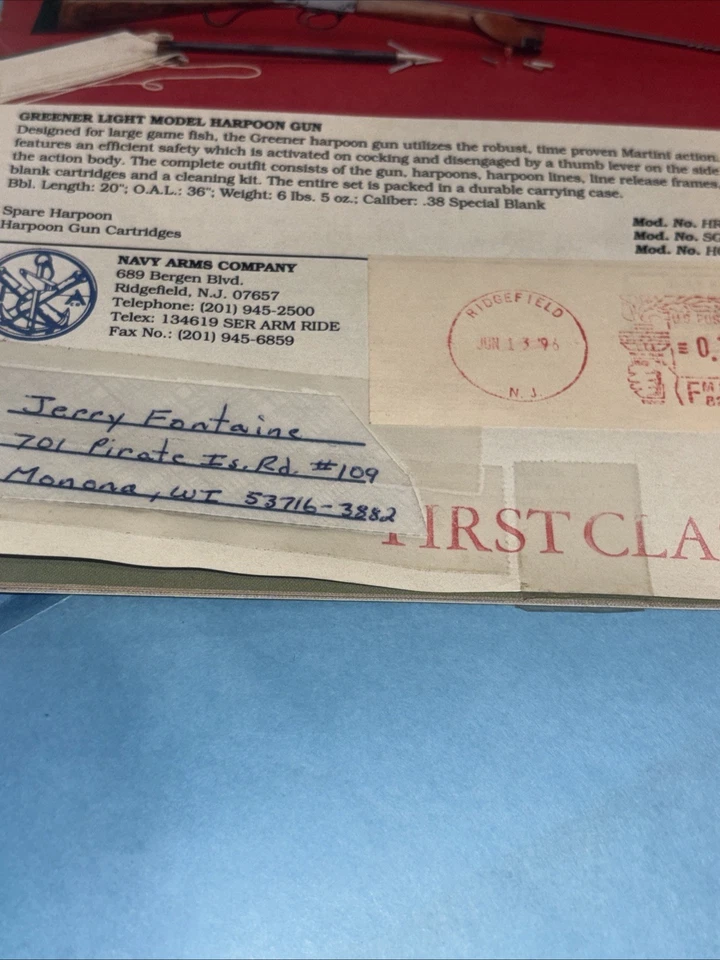 GREENER LIGHT MODEL HARPOON GUN
Designed for large game fish, the Greener harpoon gun utilizes the robust, time proven Martini action,
features an efficient safety which is activated on cocking and disengaged by a thumb lever on the side
the action body. The complete outfit consists of the gun, harpoons, harpoon lines, line release frames,
blank cartridges and a cleaning kit. The entire set is packed in a durable carrying case.
Bbl. Length: 20"; O.A.L.: 36"; Weight: 6 lbs. 5 oz.; Caliber: .38 Special Blank
Spare Harpoon
Harpoon Gun Cartridges
Mod. No. HR
Mod. No.
Mod. No.
NAVY ARMS COMPANY
689 Bergen Blvd.
Ridgefield, N.J. 07657
Telephone: (201) 945-2500
Telex: 134619 SER ARM RIDE
Fax No.: (201) 945-6859
RIDGEFIELD
JUN 13 '96
N.J.
U.S. POS
0.
Jerry Fontaine
701 Pirate Is. Rd. #109
Monona, WI 53716-3882
FIRST CLA